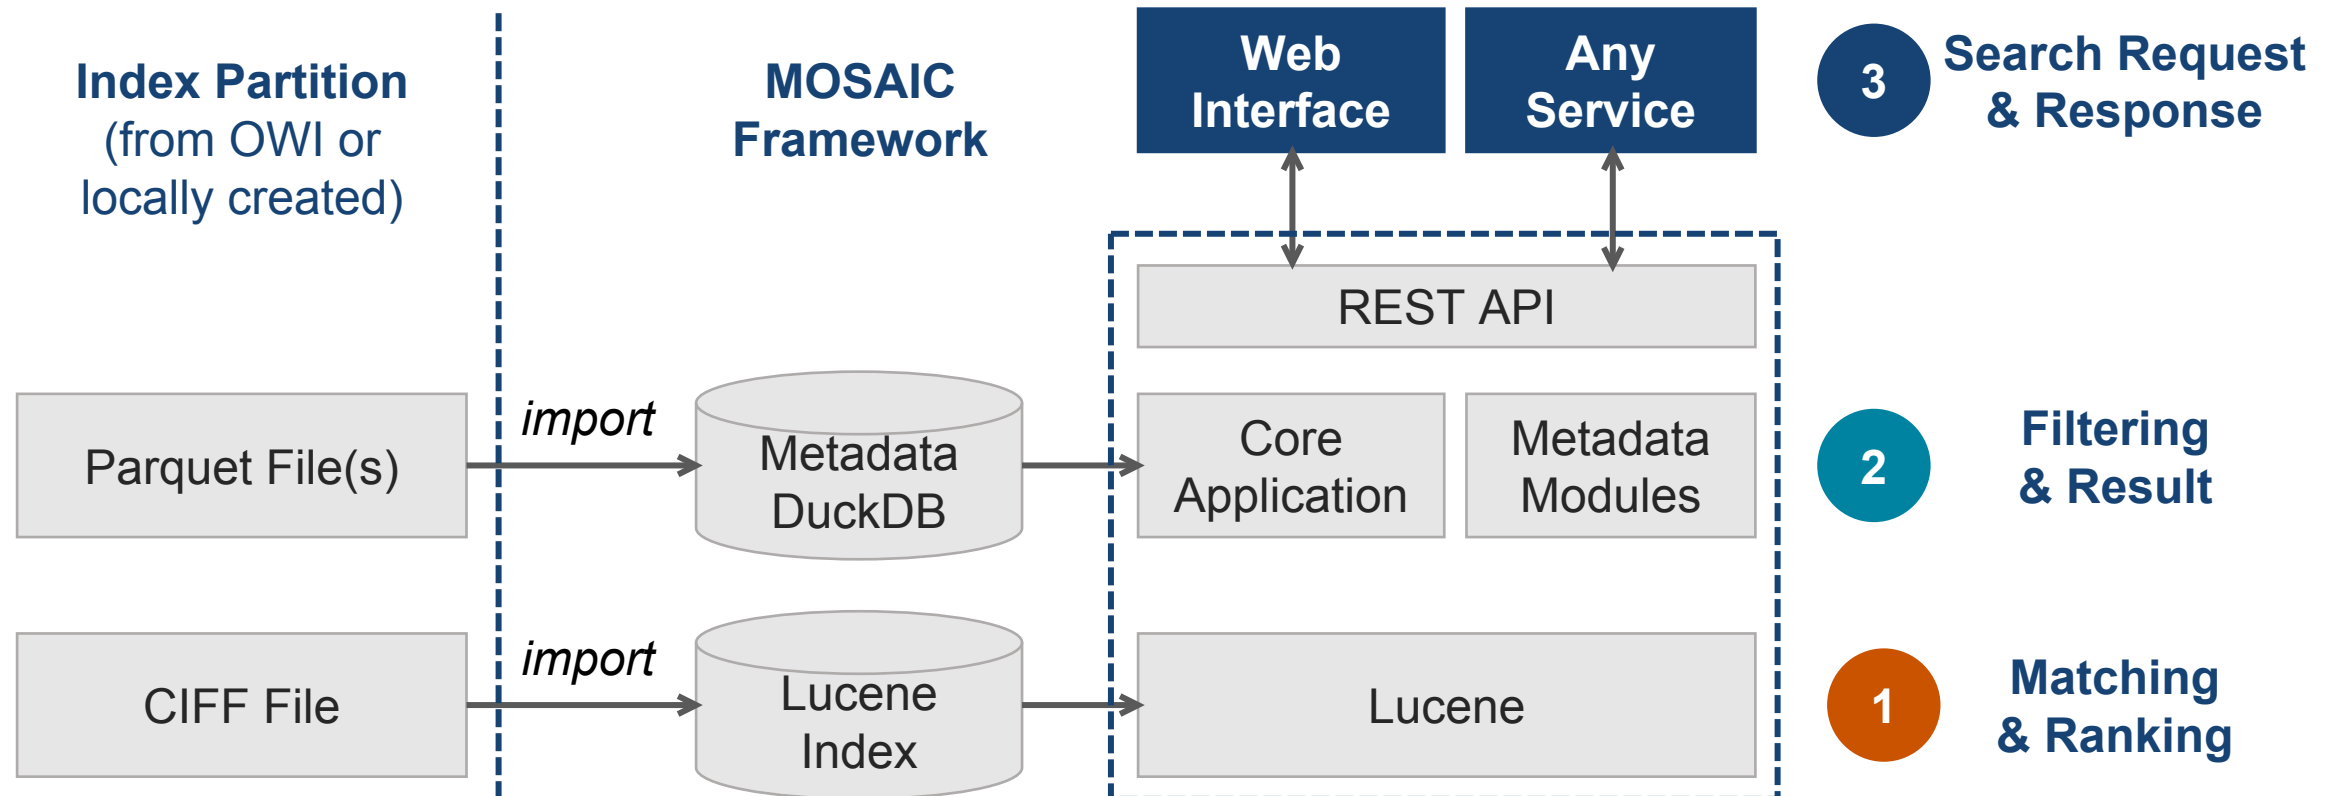 Index Partition
(from OWI or
locally created)
MOSAIC
Framework
Web
Interface
Any
Service
3
Search Request
& Response
REST API
Parquet File(s)
import
Metadata
DuckDB
Core
Application
Metadata
Modules
2
Filtering
& Result
CIFF File
import
Lucene
Index
Lucene
1
Matching
& Ranking